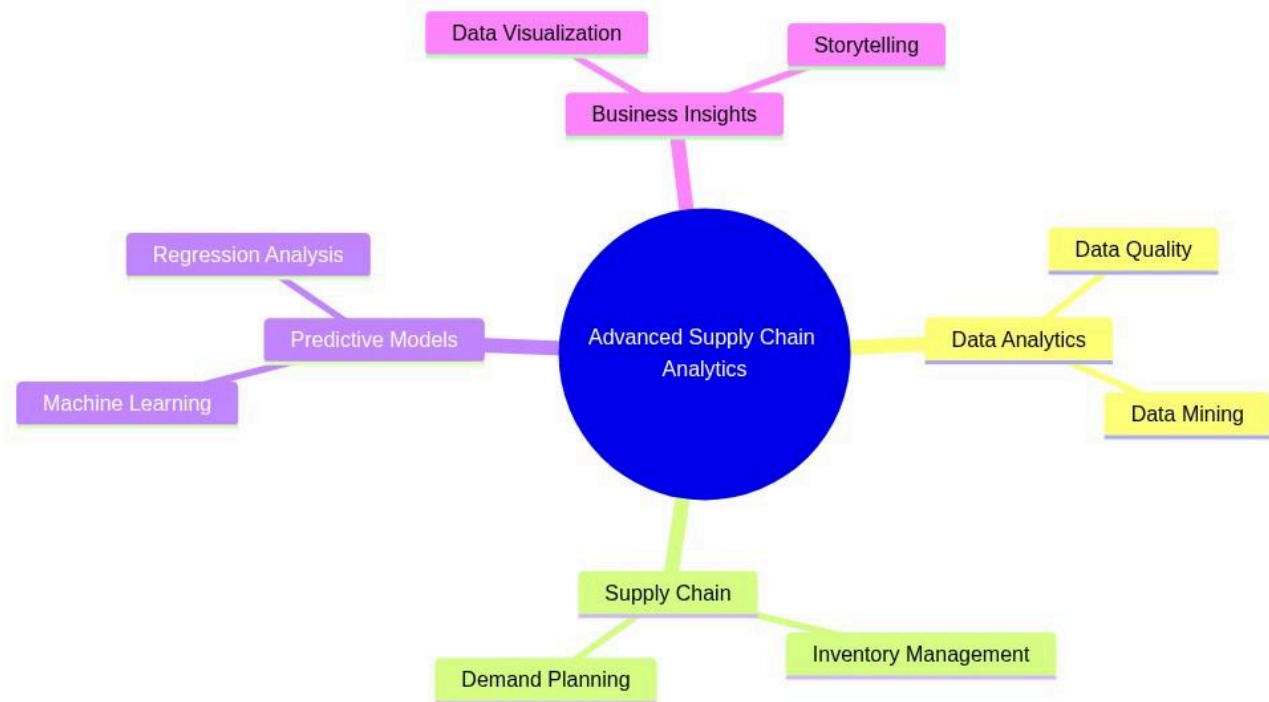 Data Visualization
Storytelling
Business Insights
Regression Analysis
Data Quality
Predictive Models
Advanced Supply Chain
Analytics
Data Analytics
Machine Learning
Data Mining
Supply Chain
Inventory Management
Demand Planning